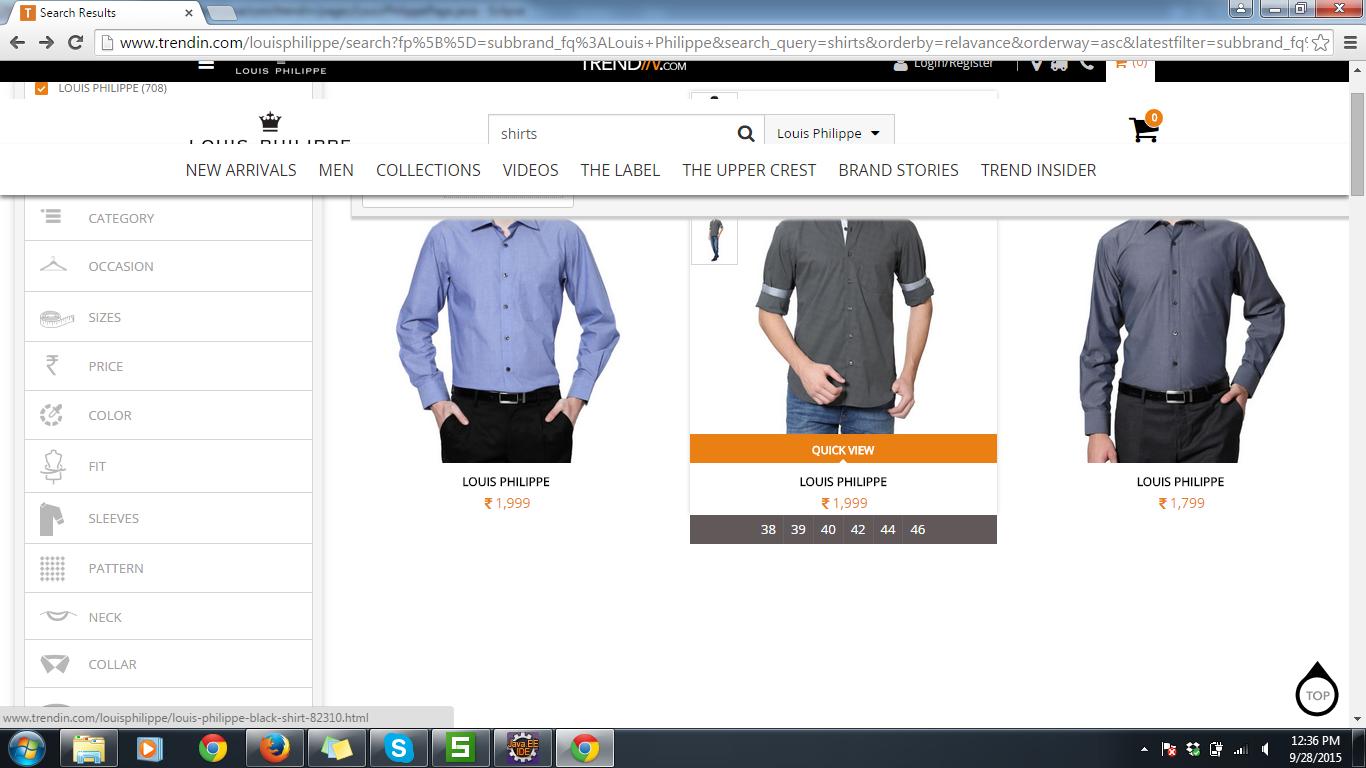 Search Results
www.trendin.com/louisphilippe/search?fp%5B%5D=subbrand_fq%3ALouis+Philippe&search_query=shirts&orderby=relavance&orderway=asc&latestfilter=subbrand_fq%
LOUIS PHILIPPE
TRENDIN.COM
Login/Register
(0)
LOUIS PHILIPPE (708)
LOUIS PHILIPPE
shirts
Louis Philippe
0
NEW ARRIVALS MEN COLLECTIONS VIDEOS THE LABEL THE UPPER CREST BRAND STORIES TREND INSIDER
CATEGORY
OCCASION
SIZES
PRICE
COLOR
FIT
SLEEVES
PATTERN
NECK
COLLAR
QUICK VIEW
LOUIS PHILIPPE
₹ 1,999
LOUIS PHILIPPE
₹ 1,999
38 39 40 42 44 46
LOUIS PHILIPPE
₹ 1,799
TOP
www.trendin.com/louisphilippe/louis-philippe-black-shirt-82310.html
S
S
Java EE
IDE
12:36 PM
9/28/2015